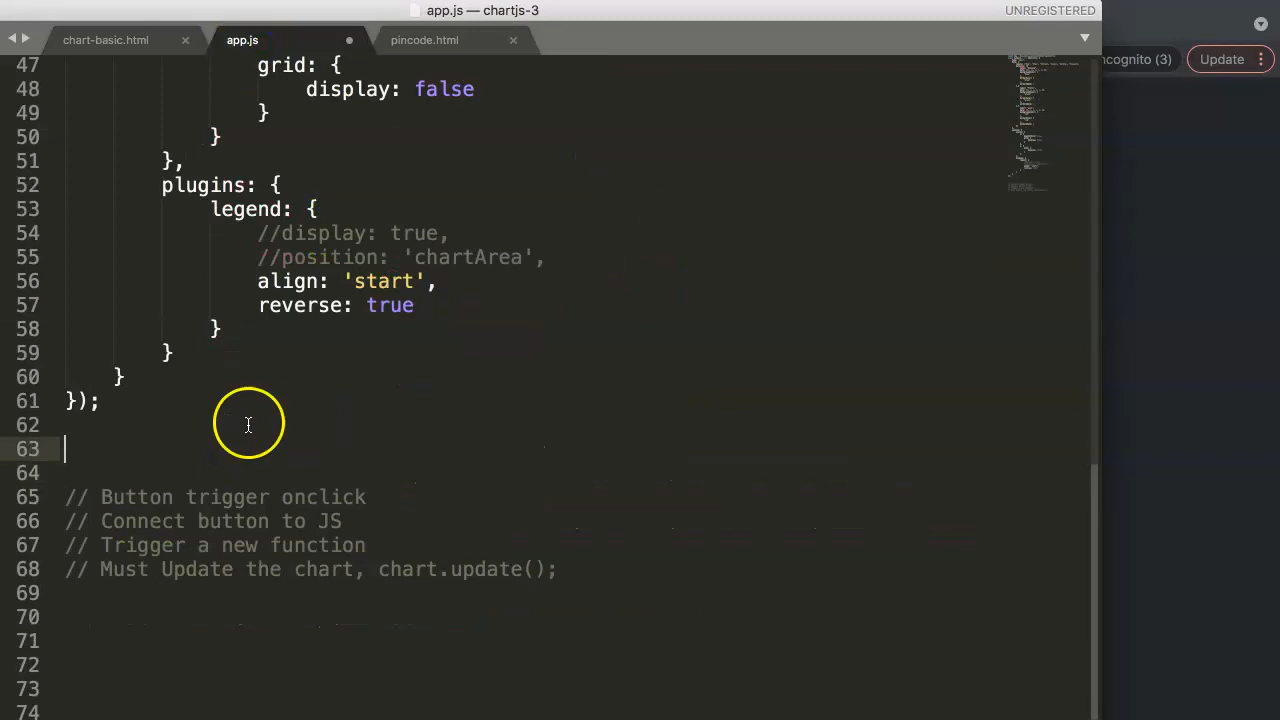 app.js — chartjs-3
UNREGISTERED
chart-basic.html
app.js
pincode.html
ncognito (3)
Update
47 grid: {
48 display: false
49 }
50 }
51 },
52 plugins: {
53 legend: {
54 //display: true,
55 //position: 'chartArea',
56 align: 'start',
57 reverse: true
58 }
59 }
60 }
61 });
62
63
64
65 // Button trigger onclick
66 // Connect button to JS
67 // Trigger a new function
68 // Must Update the chart, chart.update();
69
70
71
72
73
74